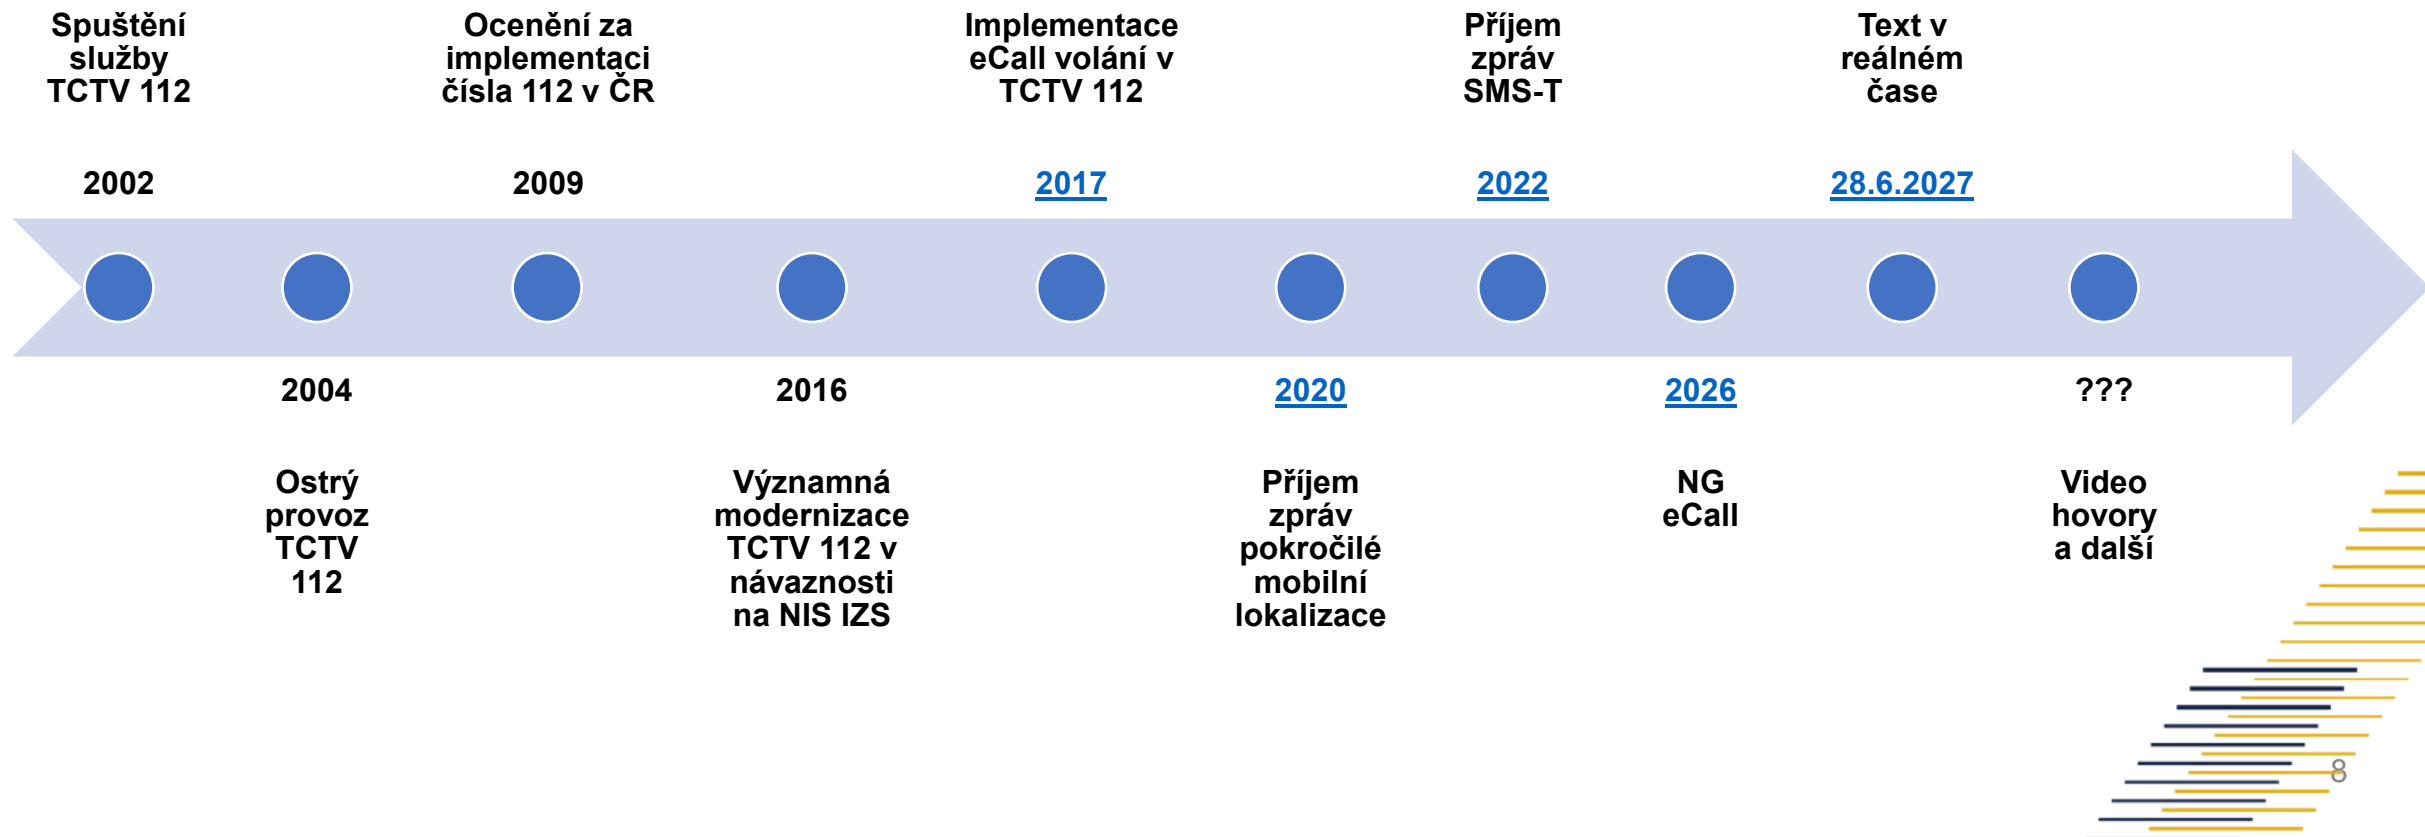 Spuštění
služby
TCTV 112
2002
Ostrý
provoz
TCTV
112
2004
Ocenění za
implementaci
čísla 112 v ČR
2009
Významná
modernizace
TCTV 112 v
návaznosti
na NIS IZS
2016
Implementace
eCall volání v
TCTV 112
2017
Příjem
zpráv
pokročilé
mobilní
lokalizace
2020
Příjem
zpráv
SMS-T
2022
NG
eCall
2026
Text v
reálném
čase
28.6.2027
Video
hovory
a další
???
8